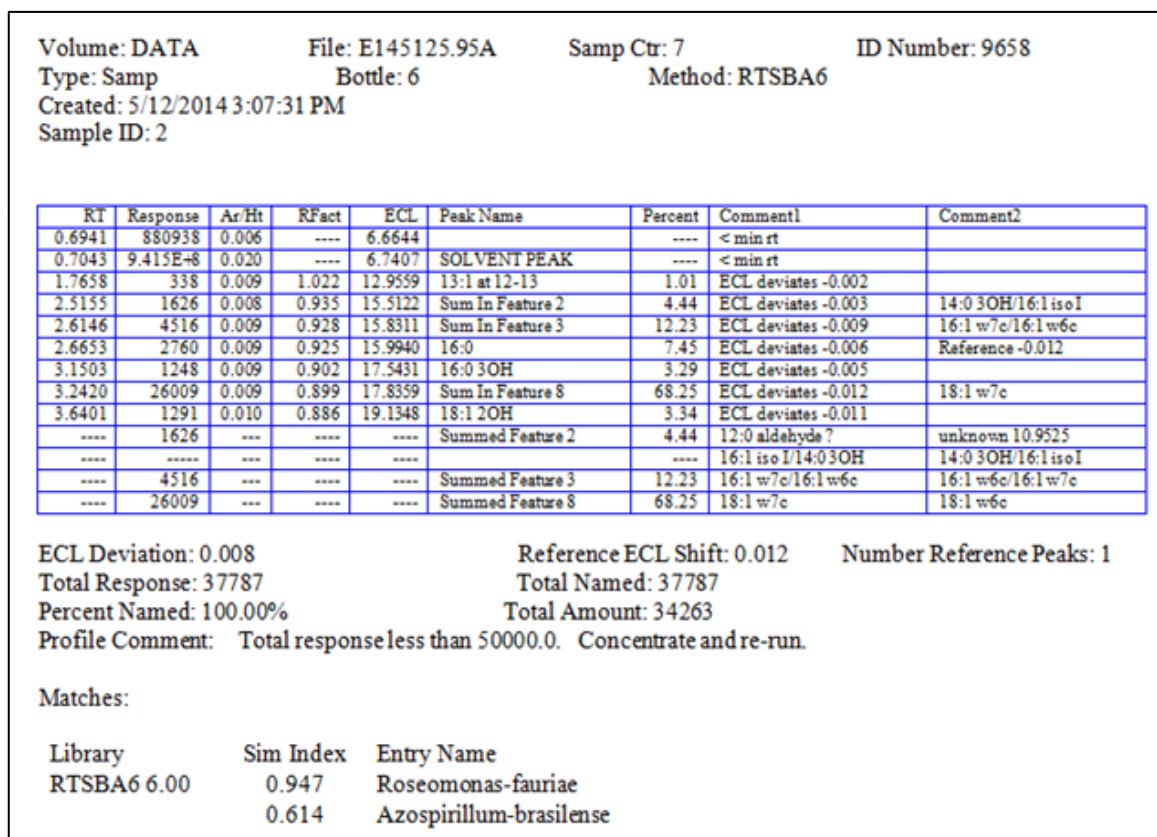 Volume: DATA File: E145125.95A Samp Ctr: 7 ID Number: 9658
Type: Samp Bottle: 6 Method: RTSBA6
Created: 5/12/2014 3:07:31 PM
Sample ID: 2
RT Response Ar/Ht RFact ECL Peak Name Percent Comment1 Comment2
0.6941 880938 0.006 ---- 6.6644 ---- < min rt
0.7043 9.415E+8 0.020 ---- 6.7407 SOLVENT PEAK ---- < min rt
1.7658 338 0.009 1.022 12.9559 13:1 at 12-13 1.01 ECL deviates -0.002
2.5155 1626 0.008 0.935 15.5122 Sum In Feature 2 4.44 ECL deviates -0.003 14:0 3OH/16:1 iso I
2.6146 4516 0.009 0.928 15.8311 Sum In Feature 3 12.23 ECL deviates -0.009 16:1 w7c/16:1 w6c
2.6653 2760 0.009 0.925 15.9940 16:0 7.45 ECL deviates -0.006 Reference -0.012
3.1503 1248 0.009 0.902 17.5431 16:0 3OH 3.29 ECL deviates -0.005
3.2420 26009 0.009 0.899 17.8359 Sum In Feature 8 68.25 ECL deviates -0.012 18:1 w7c
3.6401 1291 0.010 0.886 19.1348 18:1 2OH 3.34 ECL deviates -0.011
---- 1626 --- ---- ---- Summed Feature 2 4.44 12:0 aldehyde ? unknown 10.9525
---- ----- --- ---- ---- ---- 16:1 iso I/14:0 3OH 14:0 3OH/16:1 iso I
---- 4516 --- ---- ---- Summed Feature 3 12.23 16:1 w7c/16:1 w6c 16:1 w6c/16:1 w7c
---- 26009 --- ---- ---- Summed Feature 8 68.25 18:1 w7c 18:1 w6c
ECL Deviation: 0.008 Reference ECL Shift: 0.012 Number Reference Peaks: 1
Total Response: 37787 Total Named: 37787
Percent Named: 100.00% Total Amount: 34263
Profile Comment: Total response less than 50000.0. Concentrate and re-run.
Matches:
Library Sim Index Entry Name
RTSBA6 6.00 0.947 Roseomonas-fauriae
0.614 Azospirillum-brasilense